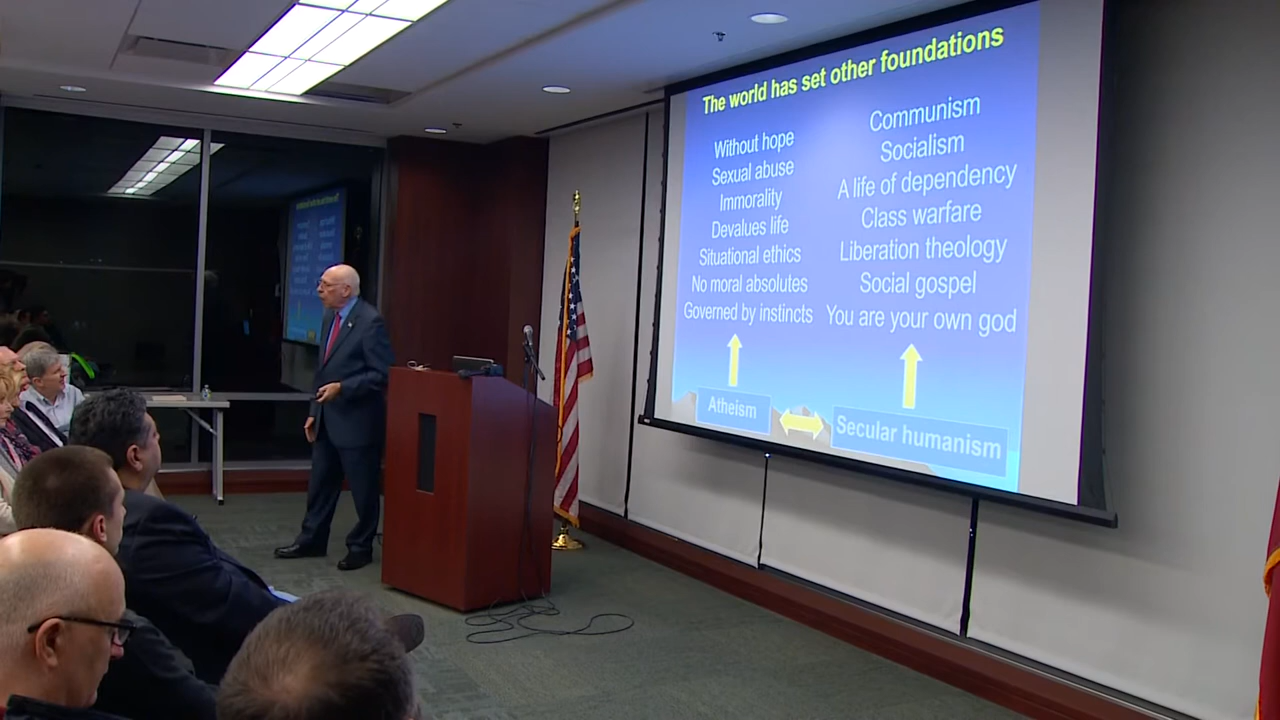 The world has set other foundations
Without hope
Sexual abuse
Immorality
Devalues life
Situational ethics
No moral absolutes
Governed by instincts
Communism
Socialism
A life of dependency
Class warfare
Liberation theology
Social gospel
You are your own god
Atheism
Secular humanism